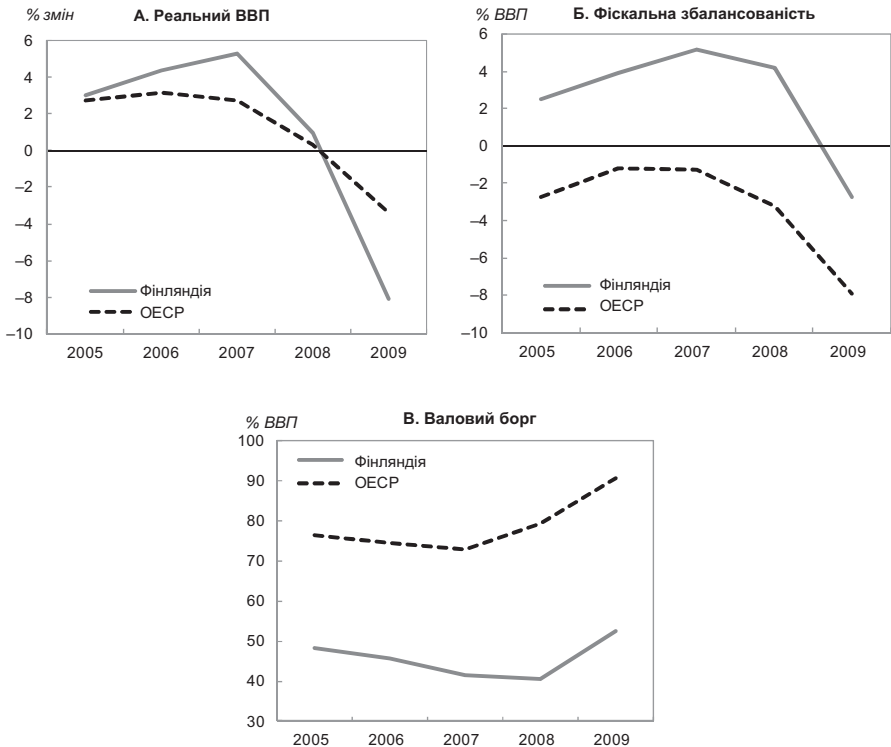 % змін
А. Реальний ВВП
6
4
2
0
–2
–4
–6
–8
–10
Фінляндія
ОЕСР
2005 2006 2007 2008 2009
% ВВП
Б. Фіскальна збалансованість
6
4
2
0
–2
–4
–6
–8
–10
Фінляндія
ОЕСР
2005 2006 2007 2008 2009
% ВВП
В. Валовий борг
100
90
80
70
60
50
40
30
Фінляндія
ОЕСР
2005 2006 2007 2008 2009